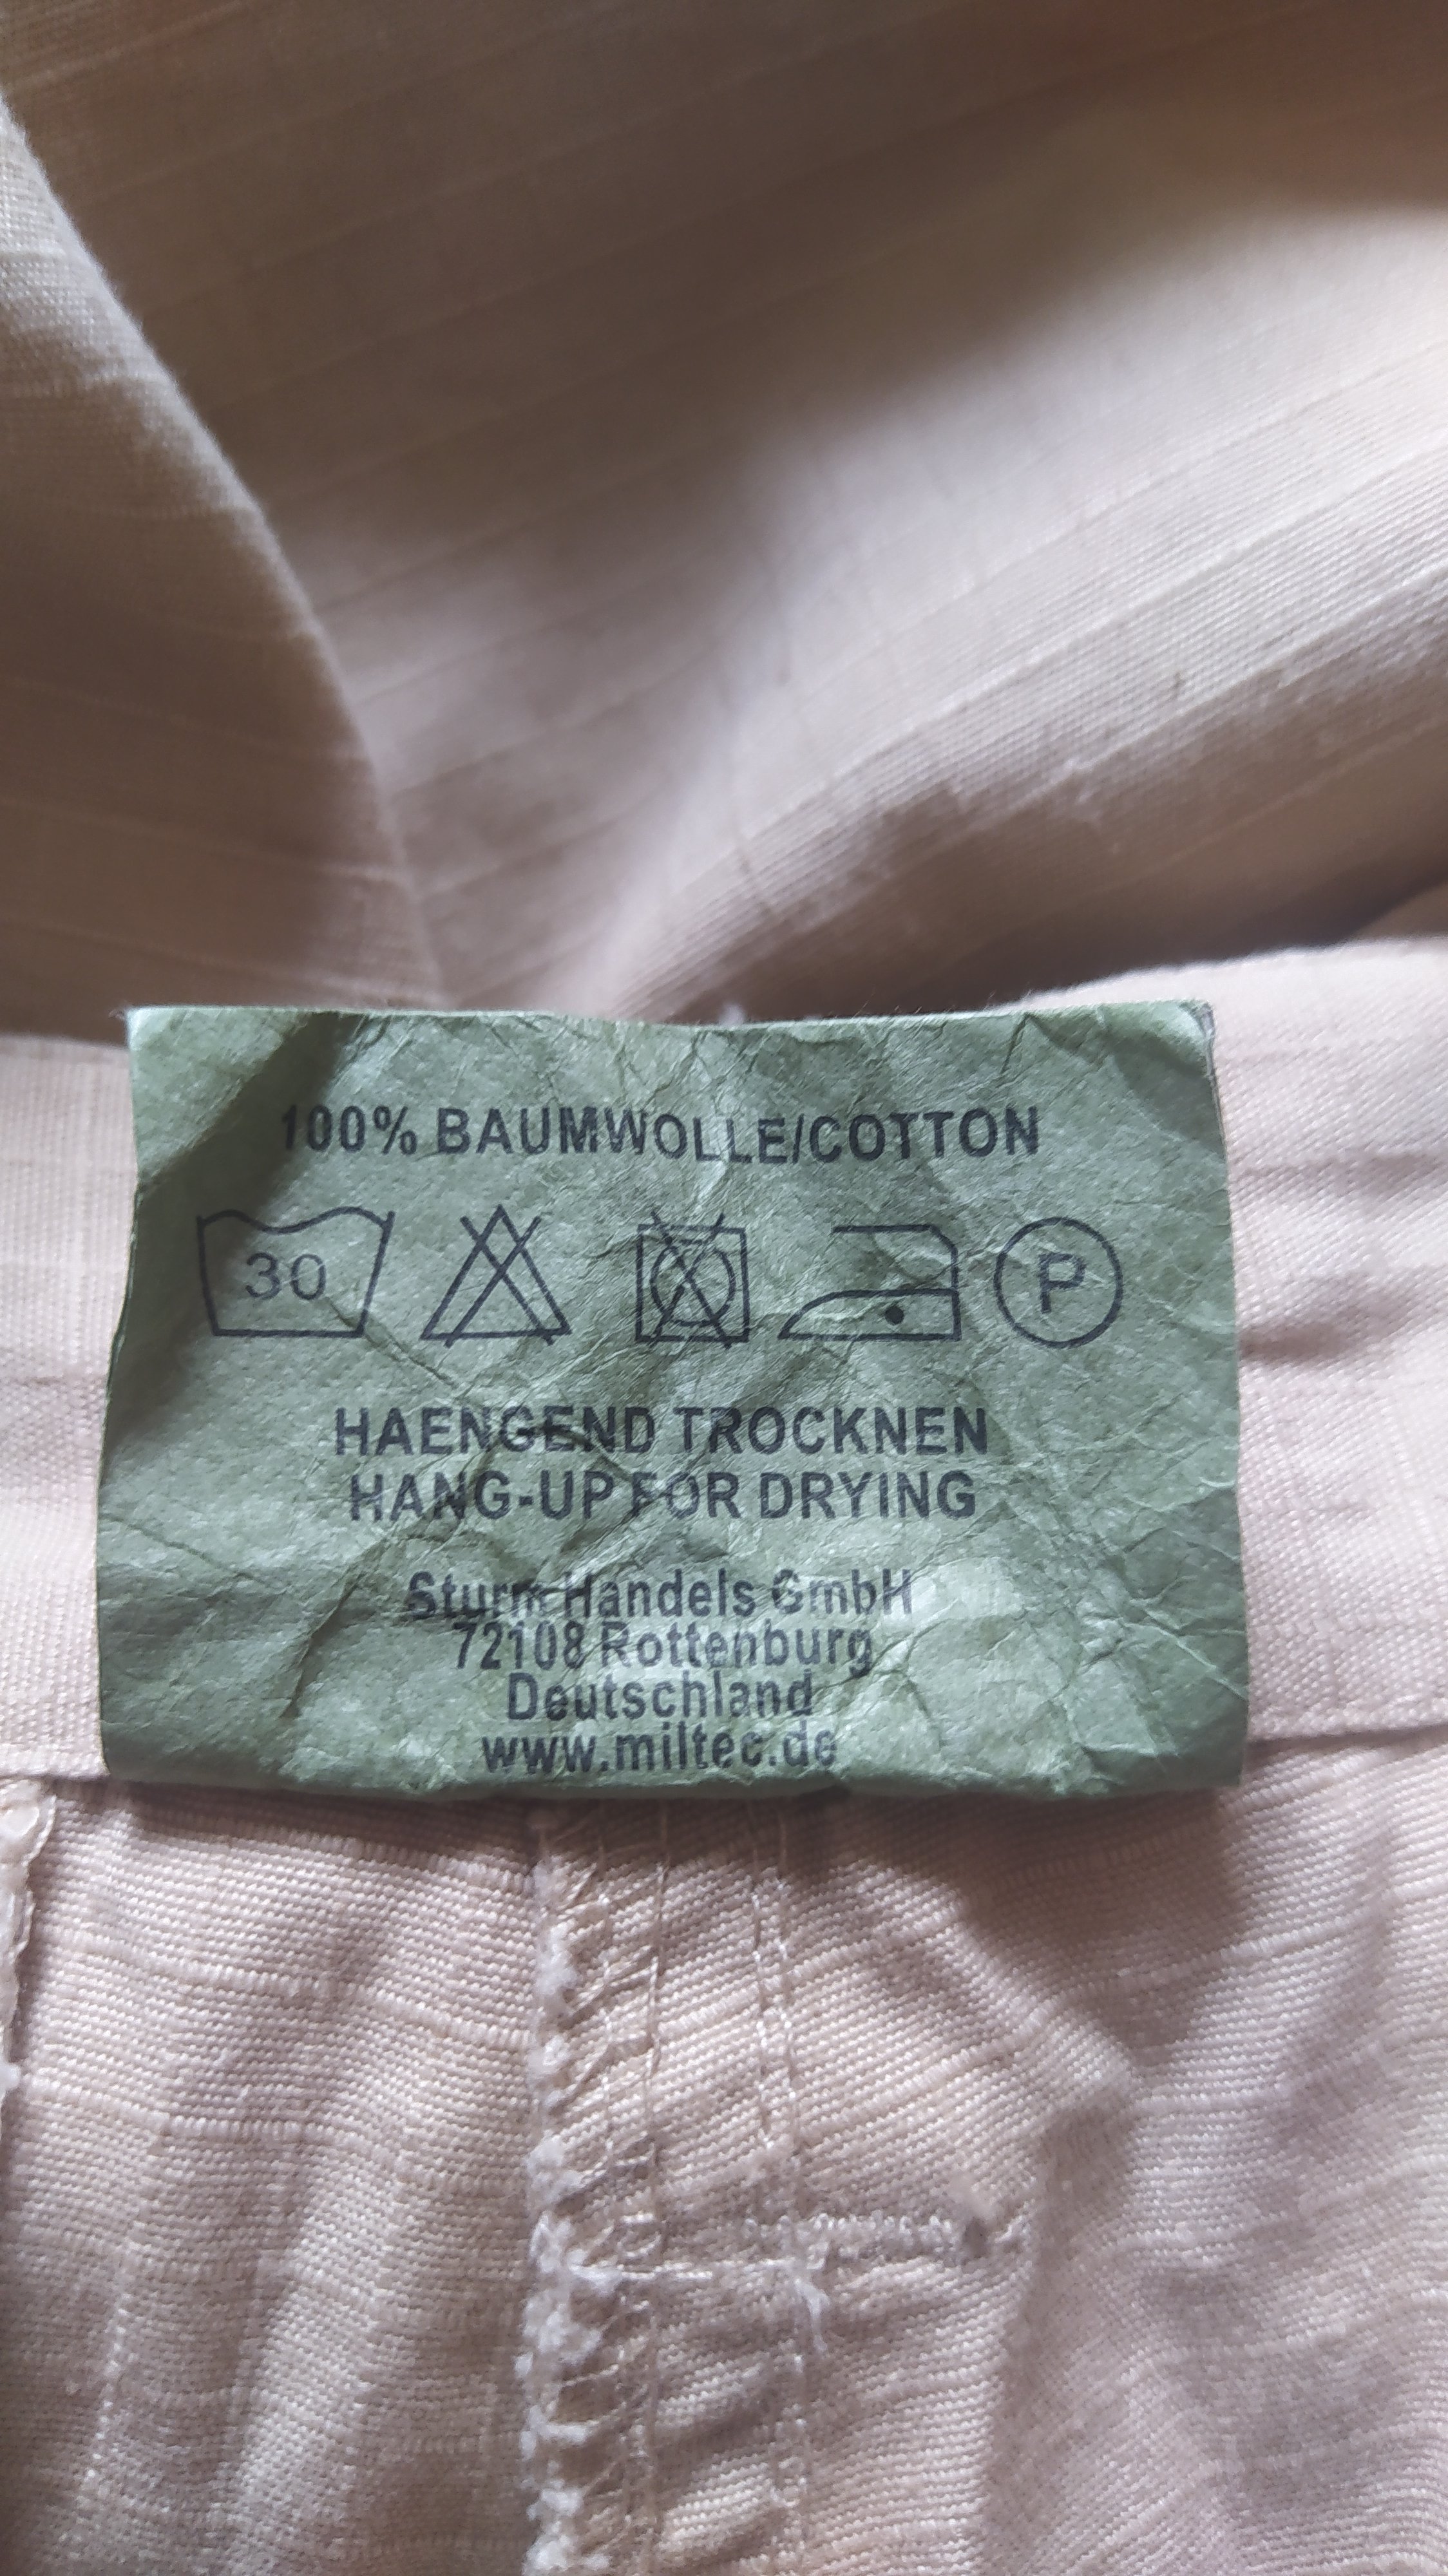 100% BAUMWOLLE/COTTON
30 P
HAENGEND TROCKNEN
HANG-UP FOR DRYING
Sturm Handels GmbH
72108 Rottenburg
Deutschland
www.miltec.de